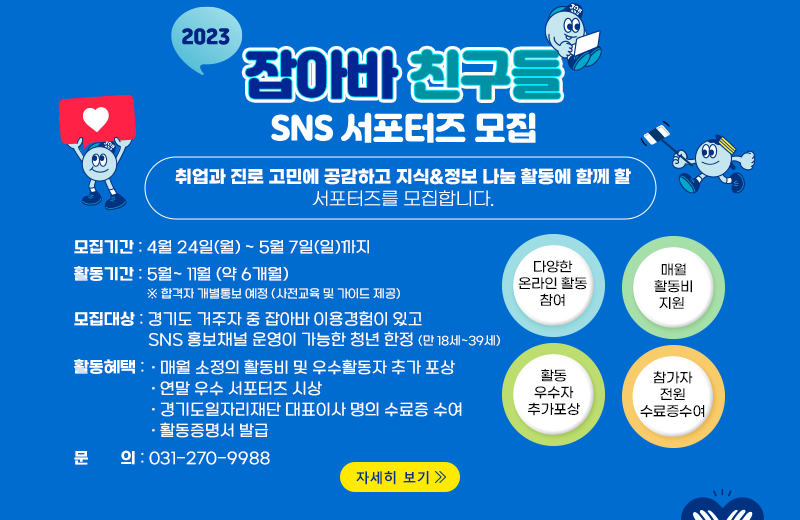 2023
잡아바 친구들
SNS 서포터즈 모집
취업과 진로 고민에 공감하고 지식&정보 나눔 활동에 함께 할
서포터즈를 모집합니다.
모집기간 : 4월 24일(월) ~ 5월 7일(일)까지
활동기간 : 5월~ 11월 (약 6개월)
※ 합격자 개별통보 예정 (사전교육 및 가이드 제공)
모집대상 : 경기도 거주자 중 잡아바 이용경험이 있고
SNS 홍보채널 운영이 가능한 청년 한정 (만 18세~39세)
활동혜택 : · 매월 소정의 활동비 및 우수활동자 추가 포상
· 연말 우수 서포터즈 시상
· 경기도일자리재단 대표이사 명의 수료증 수여
· 활동증명서 발급
문 의 : 031-270-9988
다양한
온라인 활동
참여
매월
활동비
지원
활동
우수자
추가포상
참가자
전원
수료증수여
자세히 보기 »